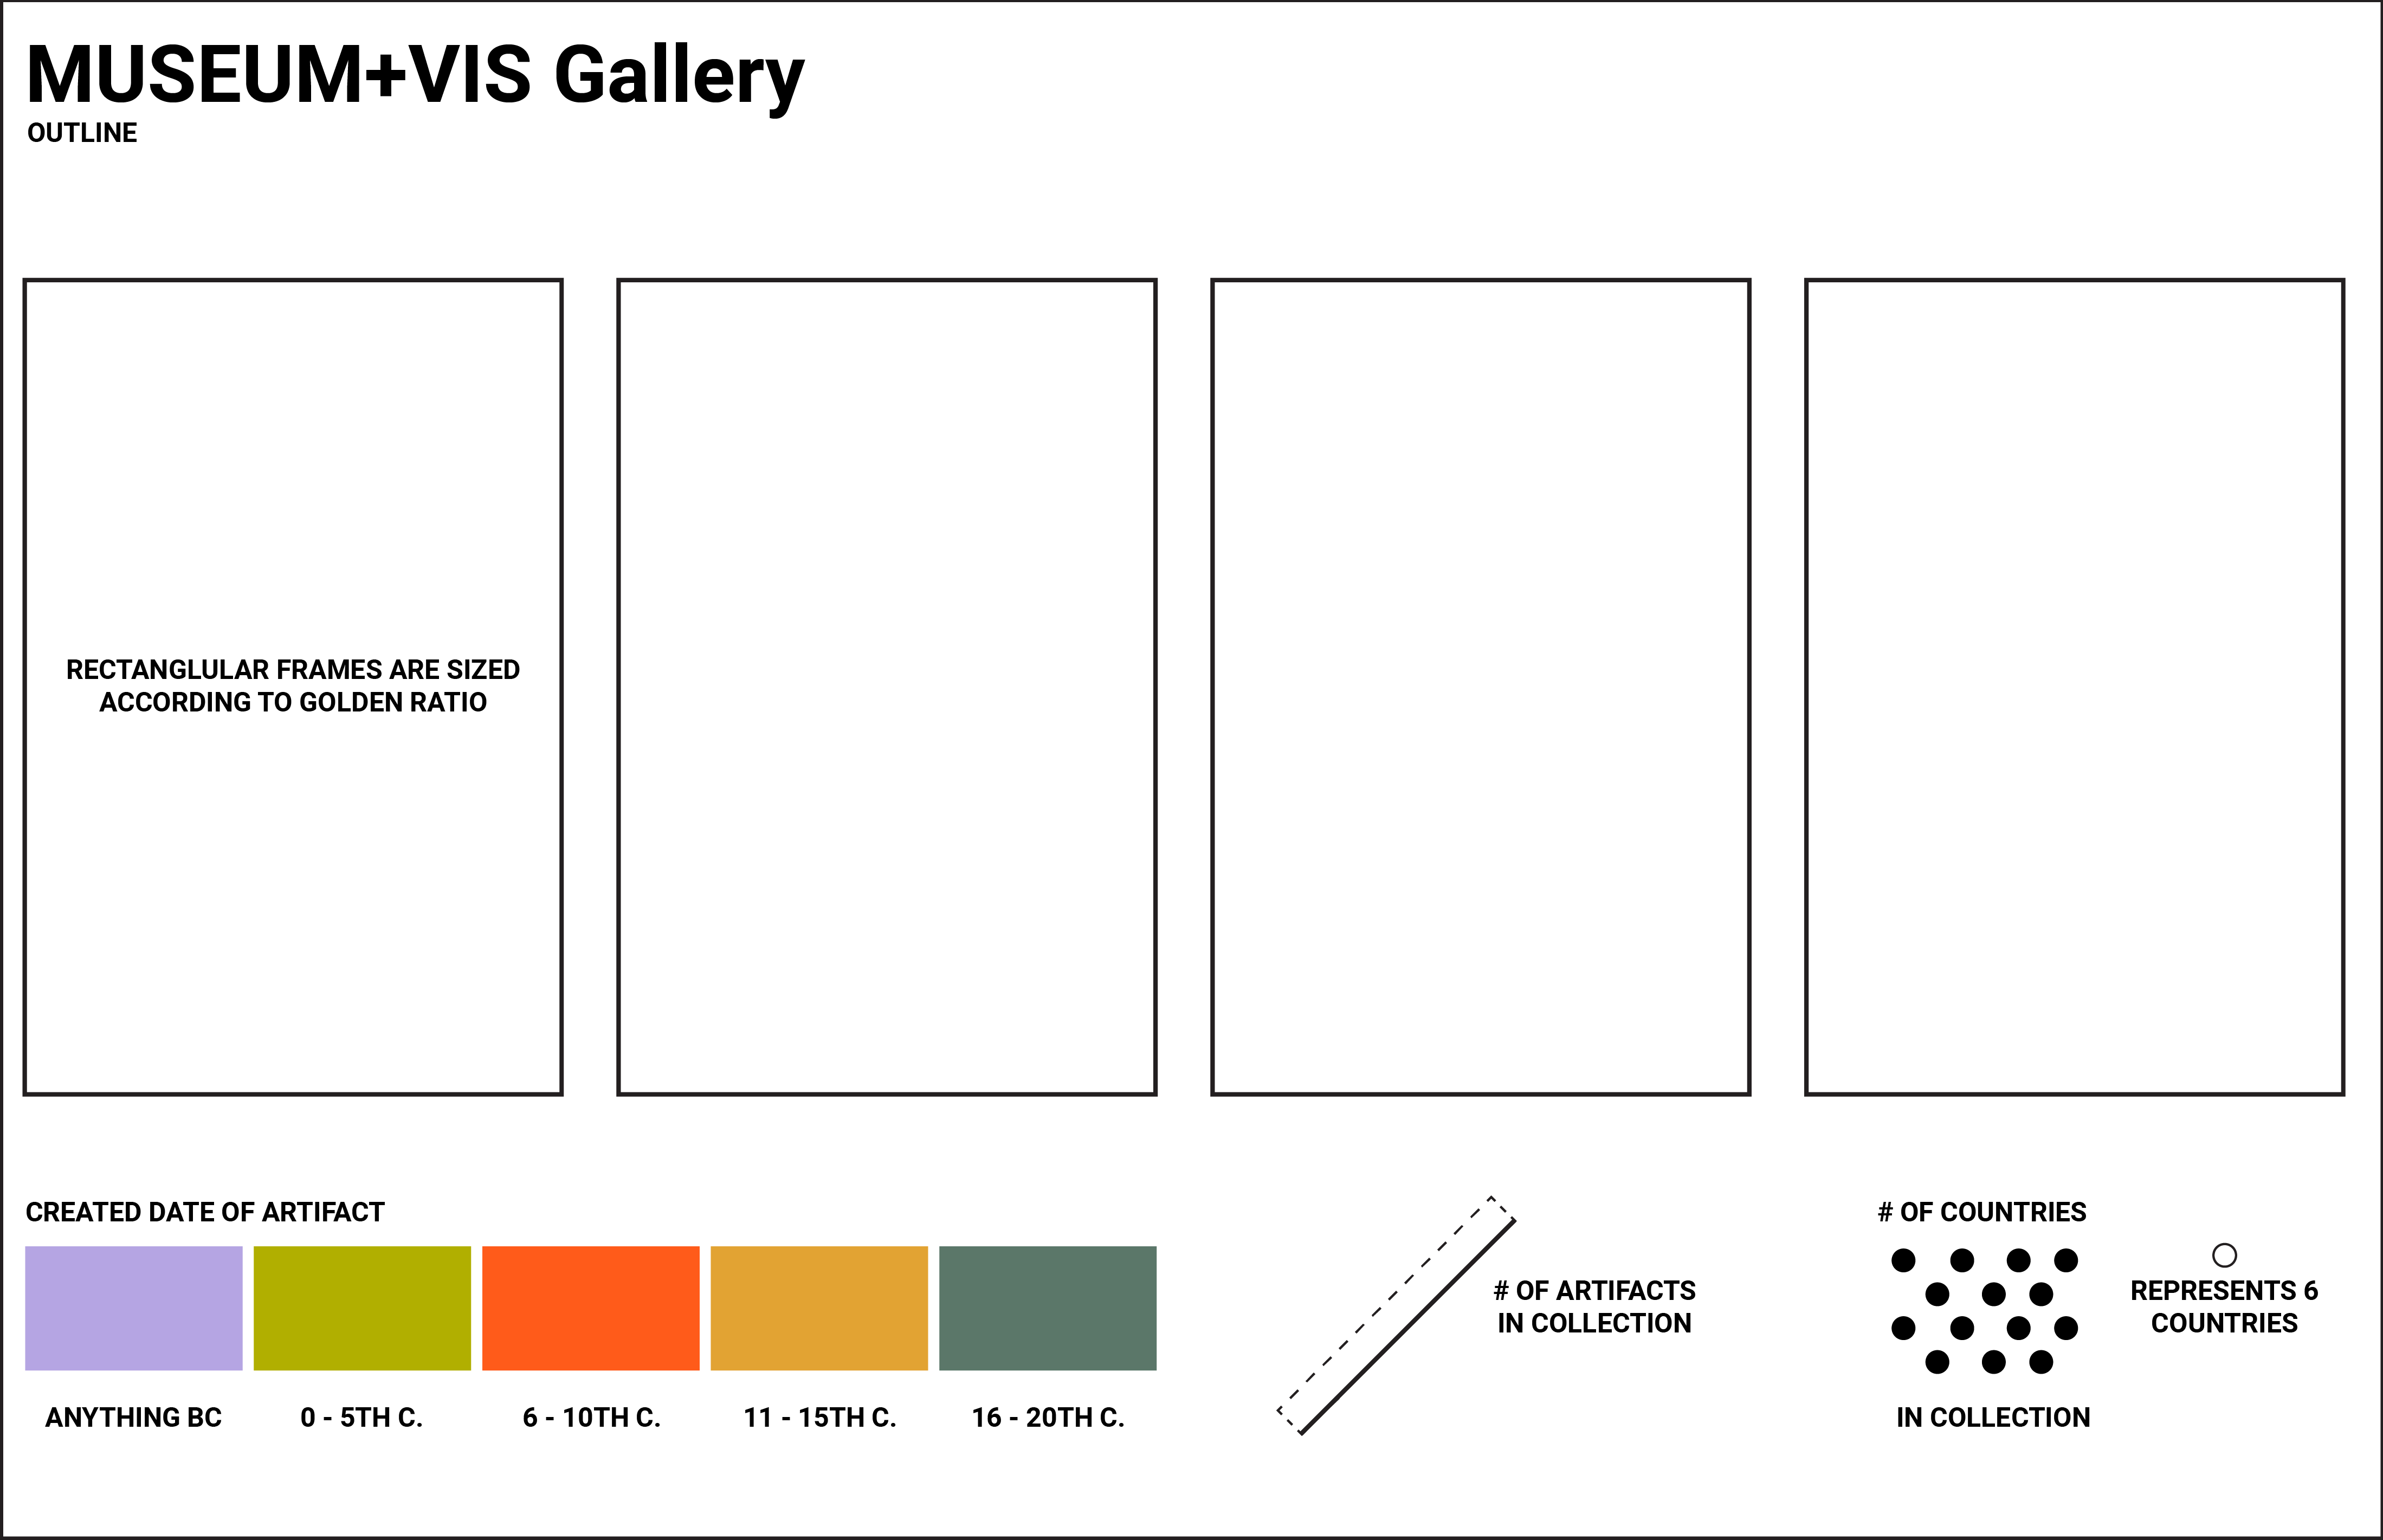 MUSEUM+VIS Gallery
OUTLINE
RECTANGLULAR FRAMES ARE SIZED
ACCORDING TO GOLDEN RATIO
CREATED DATE OF ARTIFACT
ANYTHING BC
0 - 5TH C.
6 - 10TH C.
11 - 15TH C.
16 - 20TH C.
# OF ARTIFACTS
IN COLLECTION
# OF COUNTRIES
IN COLLECTION
REPRESENTS 6
COUNTRIES